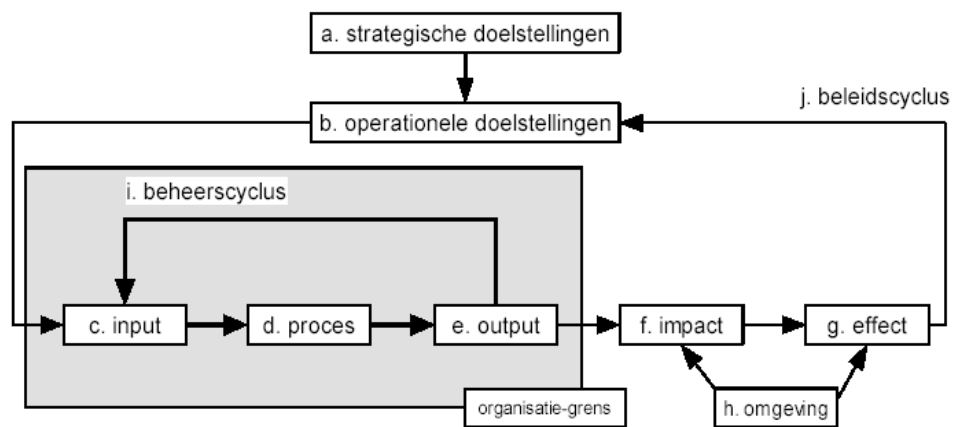 a. strategische doelstellingen
j. beleidscyclus
b. operationele doelstellingen
i. beheerscyclus
c. input
d. proces
e. output
f. impact
g. effect
organisatie-grens
h. omgeving